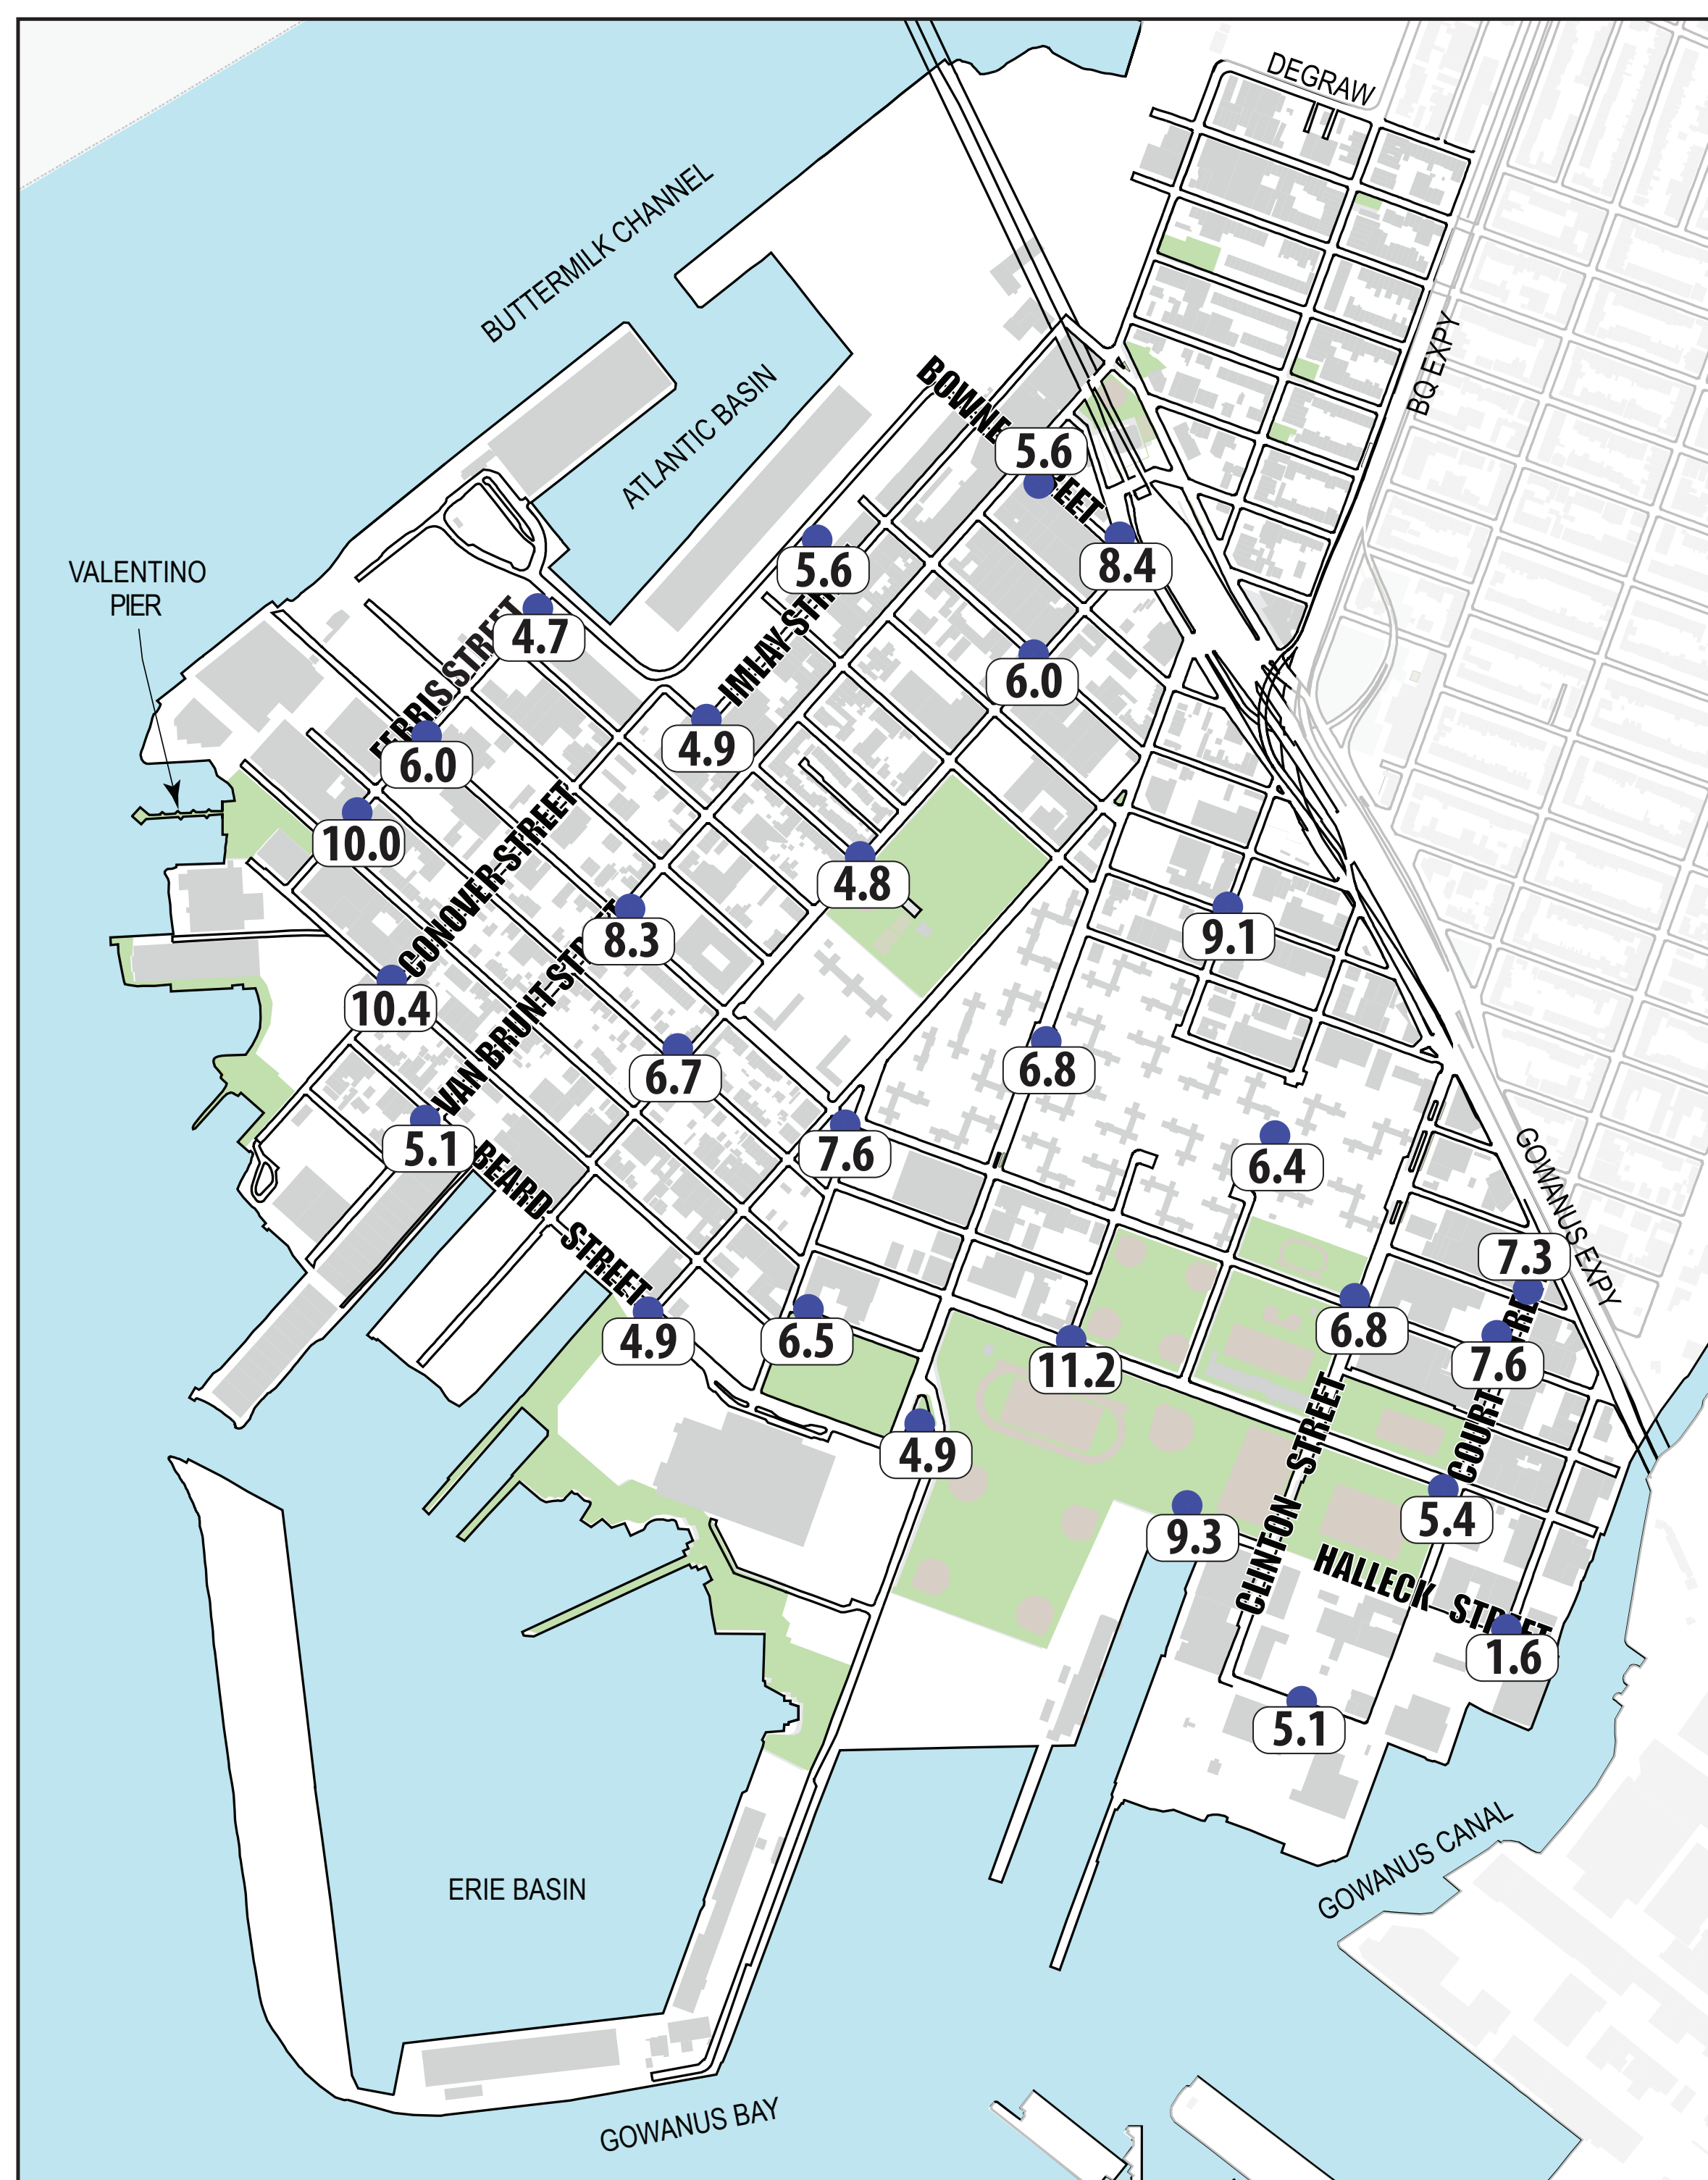 DEGRAW
BUTTERMILK CHANNEL
BQ EXPY
ATLANTIC BASIN
BOWNE STREET
5.6
8.4
5.6
VALENTINO
PIER
4.7
FERRIS STREET
IMLAY STREET
6.0
4.9
6.0
10.0
CONOVER STREET
4.8
8.3
9.1
10.4
VAN BRUNT STREET
6.7
6.8
5.1
7.6
6.4
BEARD STREET
GOWANUS EXPY
7.3
4.9
6.5
6.8
7.6
11.2
CLINTON STREET
COURT
4.9
5.4
9.3
HALLECK STREET
1.6
5.1
GOWANUS CANAL
ERIE BASIN
GOWANUS BAY